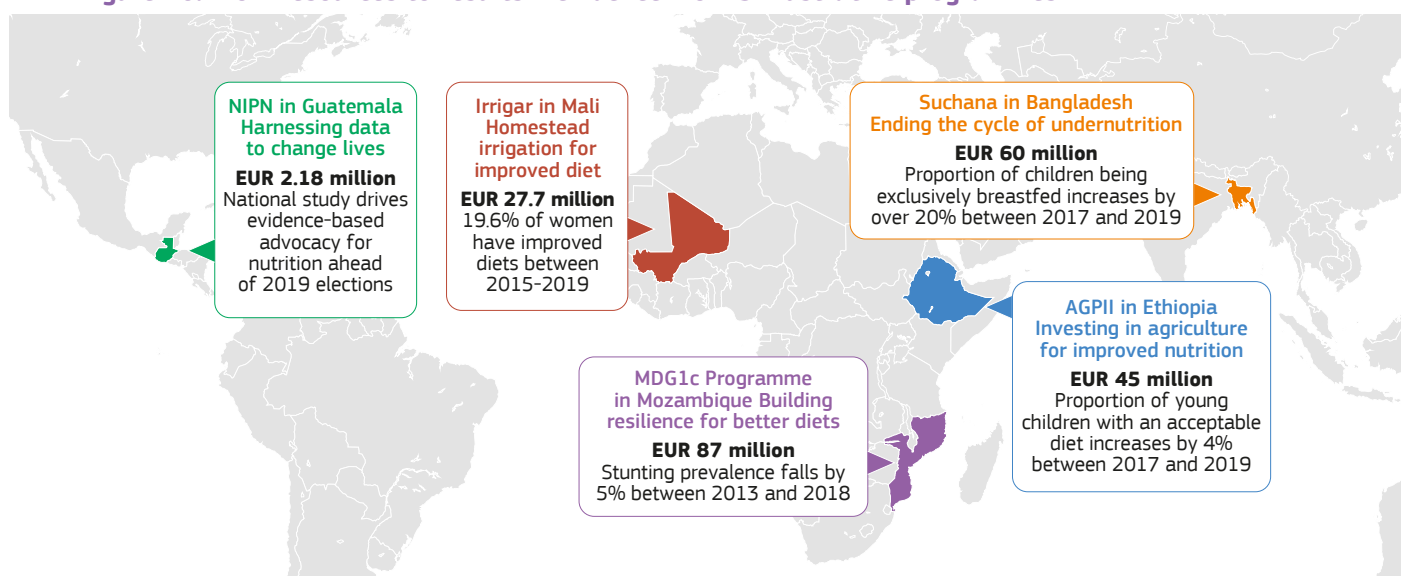 NIPN in Guatemala
Harnessing data
to change lives
EUR 2.18 million
National study drives
evidence-based
advocacy for
nutrition ahead
of 2019 elections
Irrigar in Mali
Homestead
irrigation for
improved diet
EUR 27.7 million
19.6% of women
have improved
diets between
2015-2019
Suchana in Bangladesh
Ending the cycle of undernutrition
EUR 60 million
Proportion of children being
exclusively breastfed increases by
over 20% between 2017 and 2019
AGPII in Ethiopia
Investing in agriculture
for improved nutrition
EUR 45 million
Proportion of young
children with an acceptable
diet increases by 4%
between 2017 and 2019
MDG1c Programme
in Mozambique Building
resilience for better diets
EUR 87 million
Stunting prevalence falls by
5% between 2013 and 2018